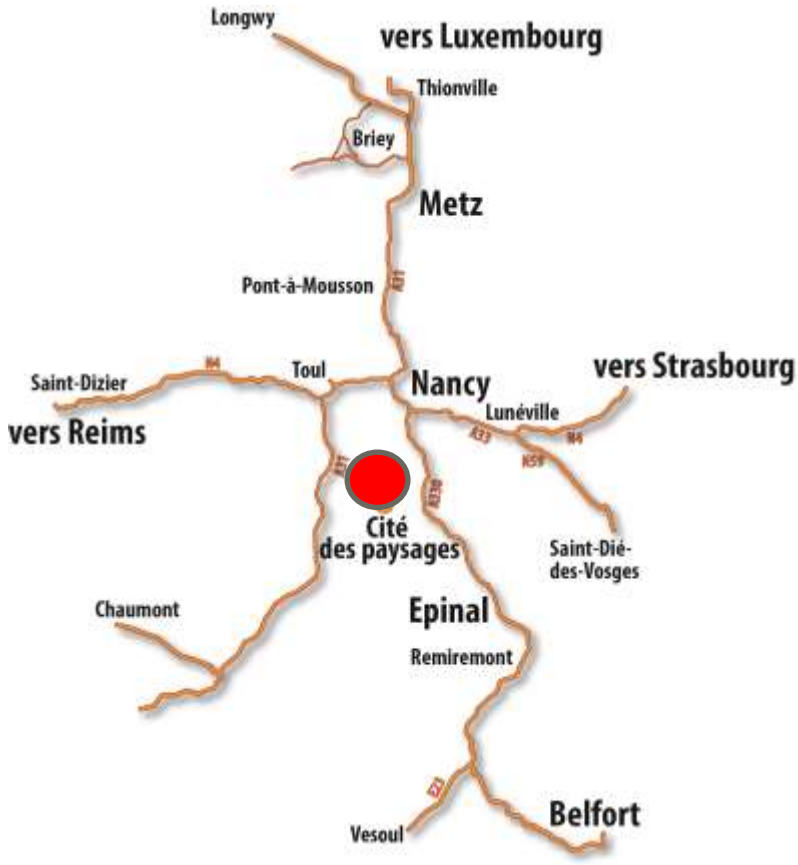 Longwy
vers Luxembourg
Thionville
Briey
Metz
Pont-à-Mousson
A31
N4
Toul
Saint-Dizier
Nancy
vers Strasbourg
Lunéville
vers Reims
A33
N4
N59
A31
A330
Cité
des paysages
Saint-Dié-
des-Vosges
Chaumont
Epinal
Remiremont
E23
Belfort
Vesoul